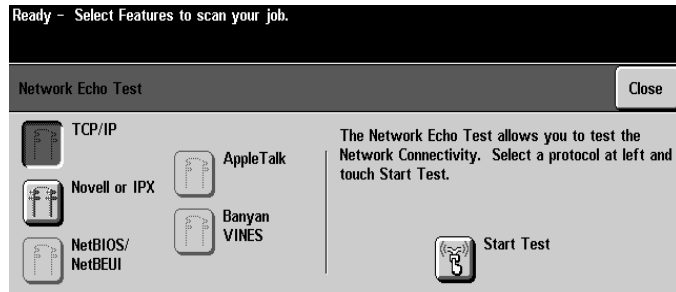 Ready - Select Features to scan your job.
Network Echo Test
Close
TCP/IP
Novell or IPX
NetBIOS/
NetBEUI
AppleTalk
Banyan
VINES
The Network Echo Test allows you to test the
Network Connectivity. Select a protocol at left and
touch Start Test.
Start Test